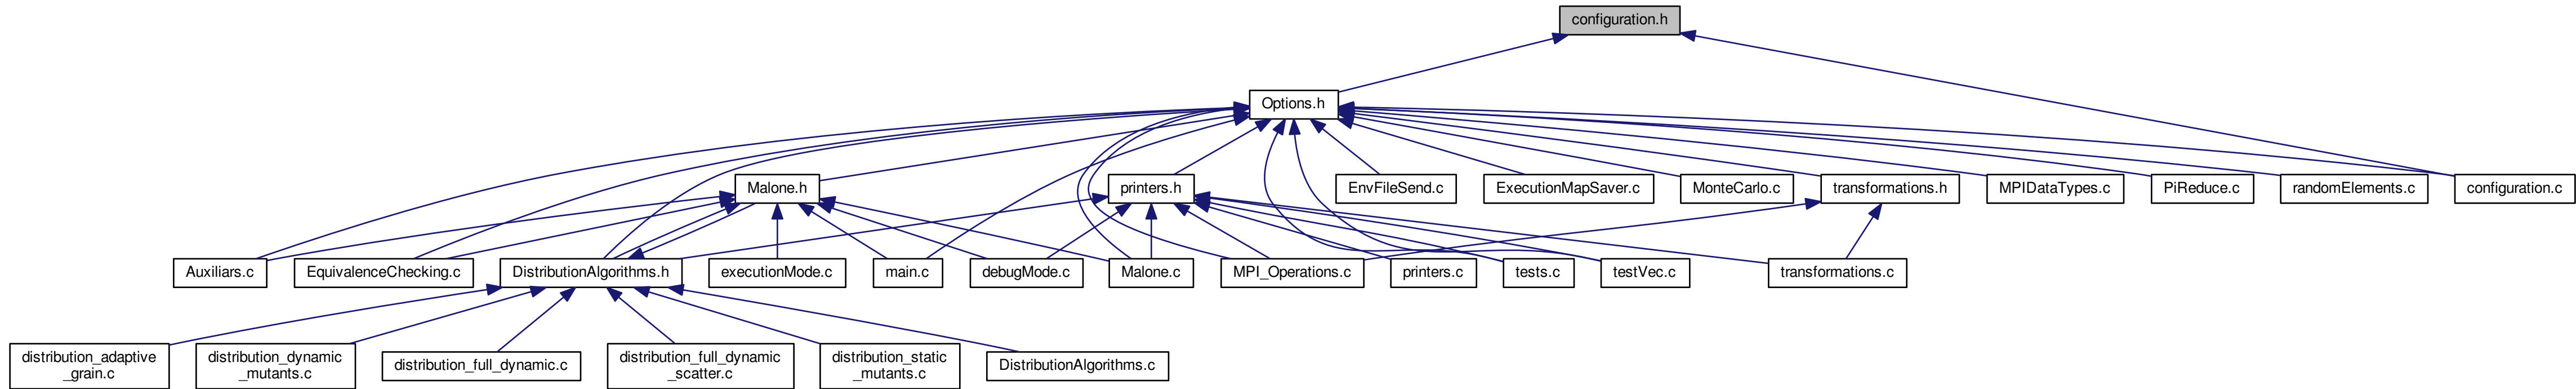 configuration.h
Options.h
Malone.h
printers.h
EnvFileSend.c
ExecutionMapSaver.c
MonteCarlo.c
transformations.h
MPIDataTypes.c
PiReduce.c
randomElements.c
configuration.c
Auxiliars.c
EquivalenceChecking.c
DistributionAlgorithms.h
executionMode.c
main.c
debugMode.c
Malone.c
MPI_Operations.c
printers.c
tests.c
testVec.c
transformations.c
distribution_adaptive
_grain.c
distribution_dynamic
_mutants.c
distribution_full_dynamic.c
distribution_full_dynamic
_scatter.c
distribution_static
_mutants.c
DistributionAlgorithms.c